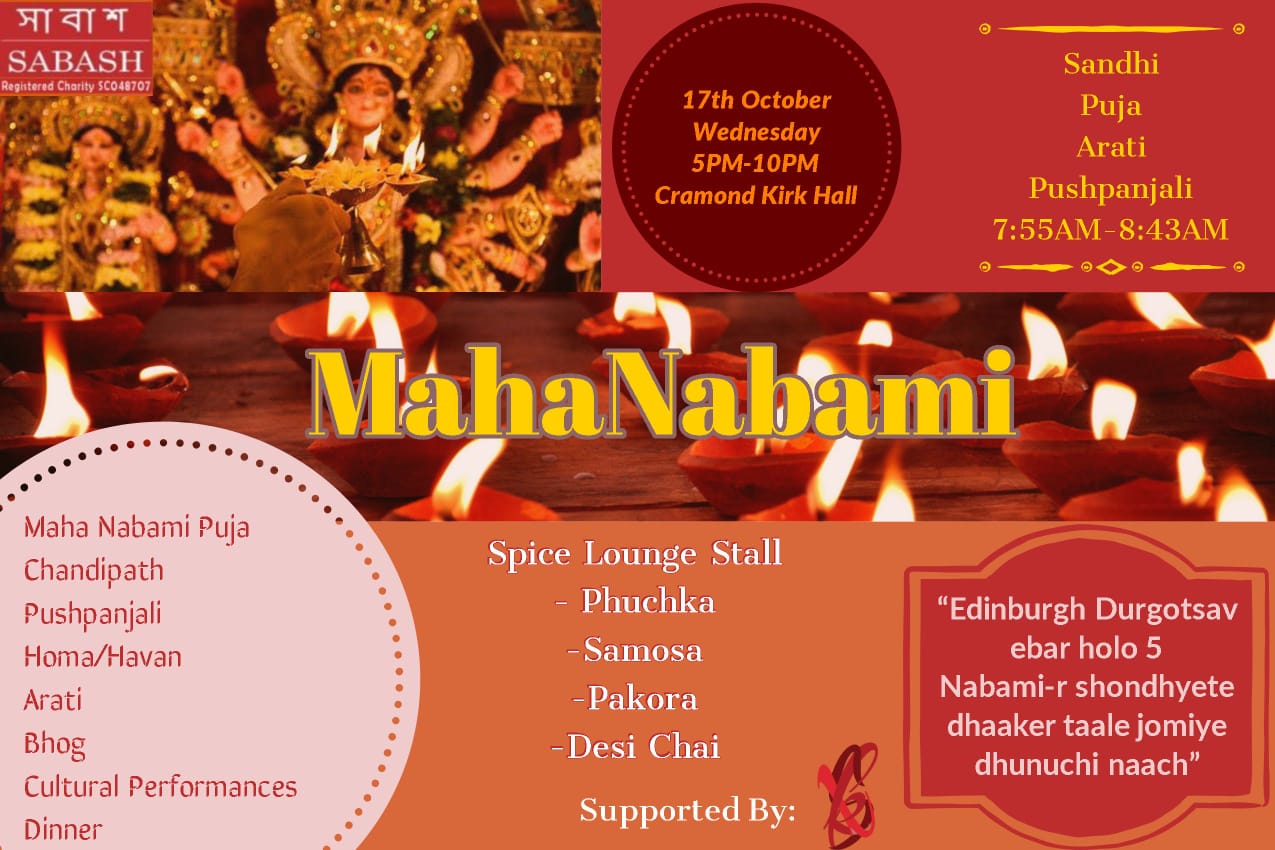 সাবাশ
SABASH
Registered Charity SC048707
17th October
Wednesday
5PM-10PM
Cramond Kirk Hall
Sandhi
Puja
Arati
Pushpanjali
7:55AM-8:43AM
MahaNabami
Maha Nabami Puja
Chandipath
Pushpanjali
Homa/Havan
Arati
Bhog
Cultural Performances
Dinner
Spice Lounge Stall
- Phuchka
-Samosa
-Pakora
-Desi Chai
Supported By:
“Edinburgh Durgotsav
ebar holo 5
Nabami-r shondhyete
dhaaker taale jomiye
dhunuchi naach”